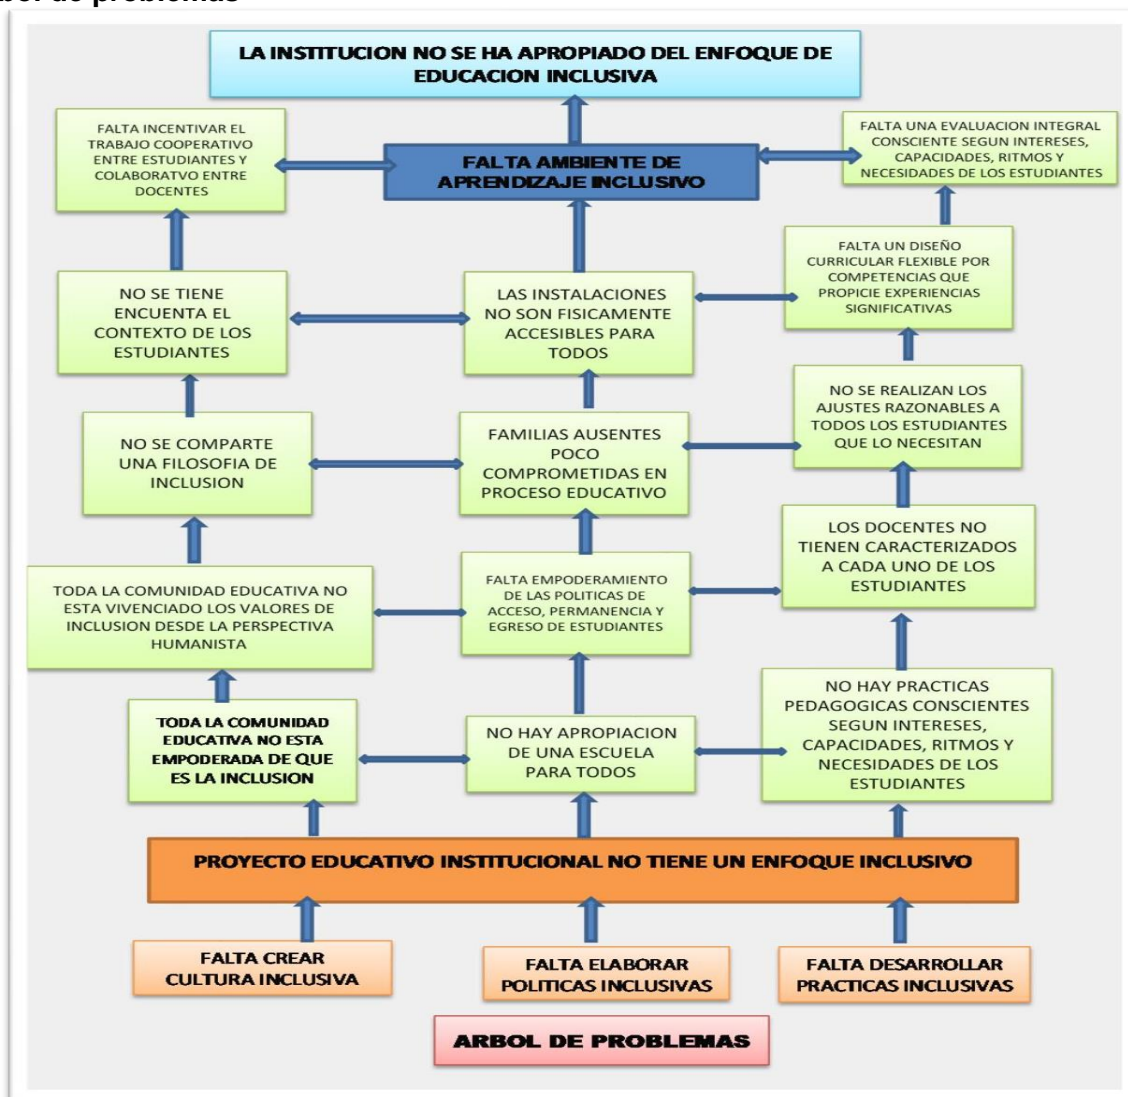 de problemas
LA INSTITUCION NO SE HA APROPIADO DEL ENFOQUE DE
EDUCACION INCLUSIVA
FALTA INCENTIVAR EL
TRABAJO COOPERATIVO
ENTRE ESTUDIANTES Y
COLABORATVO ENTRE
DOCENTES
FALTA AMBIENTE DE
APRENDIZAJE INCLUSIVO
FALTA UNA EVALUACION INTEGRAL
CONSCIENTE SEGUN INTERESES,
CAPACIDADES, RITMOS Y
NECESIDADES DE LOS ESTUDIANTES
NO SE TIENE
ENCUENTA EL
CONTEXTO DE LOS
ESTUDIANTES
LAS INSTALACIONES
NO SON FISICAMENTE
ACCESIBLES PARA
TODOS
FALTA UN DISEÑO
CURRICULAR FLEXIBLE POR
COMPETENCIAS QUE
PROPICIE EXPERIENCIAS
SIGNIFICATIVAS
NO SE COMPARTE
UNA FILOSOFIA DE
INCLUSION
FAMILIAS AUSENTES
POCO
COMPROMETIDAS EN
PROCESO EDUCATIVO
NO SE REALIZAN LOS
AJUSTES RAZONABLES A
TODOS LOS ESTUDIANTES
QUE LO NECESITAN
TODA LA COMUNIDAD EDUCATIVA NO
ESTA VIVENCIADO LOS VALORES DE
INCLUSION DESDE LA PERSPECTIVA
HUMANISTA
FALTA EMPODERAMIENTO
DE LAS POLITICAS DE
ACCESO, PERMANENCIA Y
EGRESO DE ESTUDIANTES
LOS DOCENTES NO
TIENEN CARACTERIZADOS
A CADA UNO DE LOS
ESTUDIANTES
TODA LA COMUNIDAD
EDUCATIVA NO ESTA
EMPODERADA DE QUE
ES LA INCLUSION
NO HAY APROPIACION
DE UNA ESCUELA
PARA TODOS
NO HAY PRACTICAS
PEDAGOGICAS CONSCIENTES
SEGUN INTERESES,
CAPACIDADES, RITMOS Y
NECESIDADES DE LOS
ESTUDIANTES
PROYECTO EDUCATIVO INSTITUCIONAL NO TIENE UN ENFOQUE INCLUSIVO
FALTA CREAR
CULTURA INCLUSIVA
FALTA ELABORAR
POLITICAS INCLUSIVAS
FALTA DESARROLLAR
PRACTICAS INCLUSIVAS
ARBOL DE PROBLEMAS